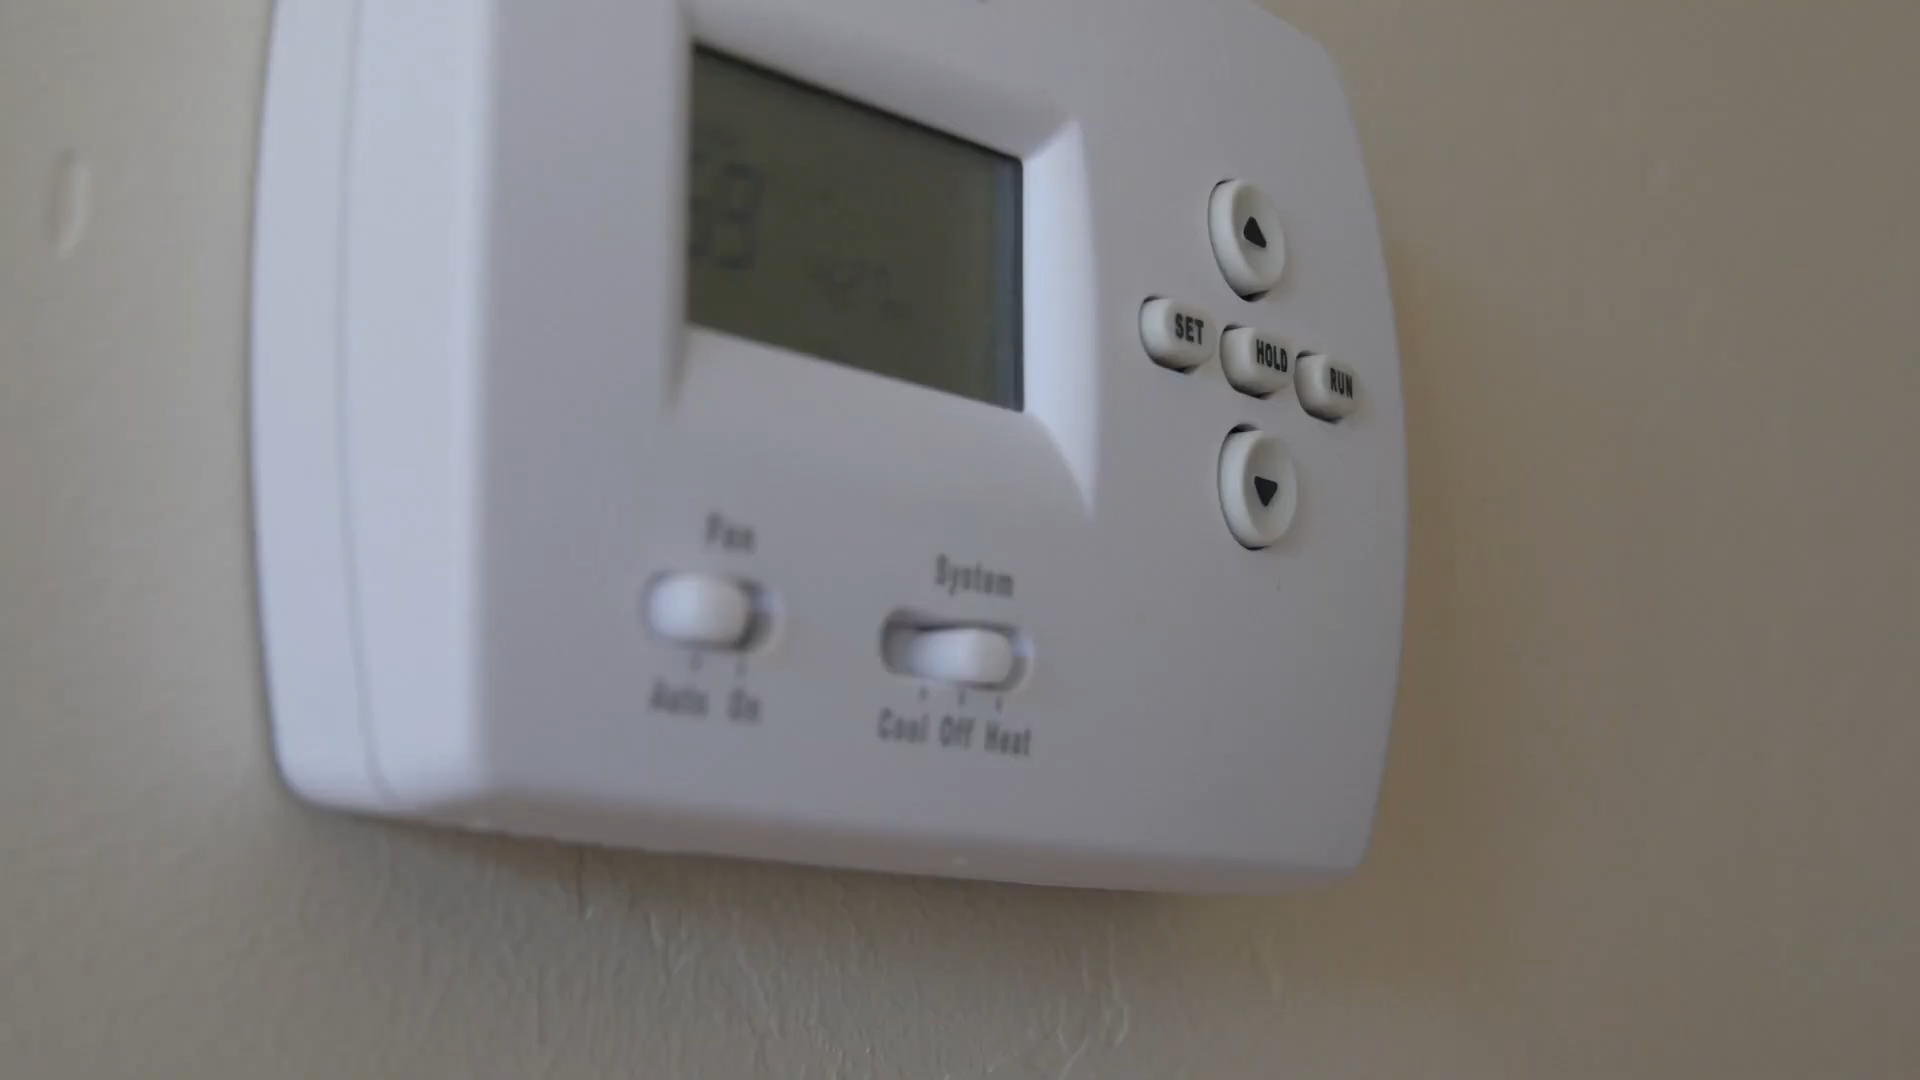 SET HOLD RUN
Fan
System
Auto On
Cool Off Heat